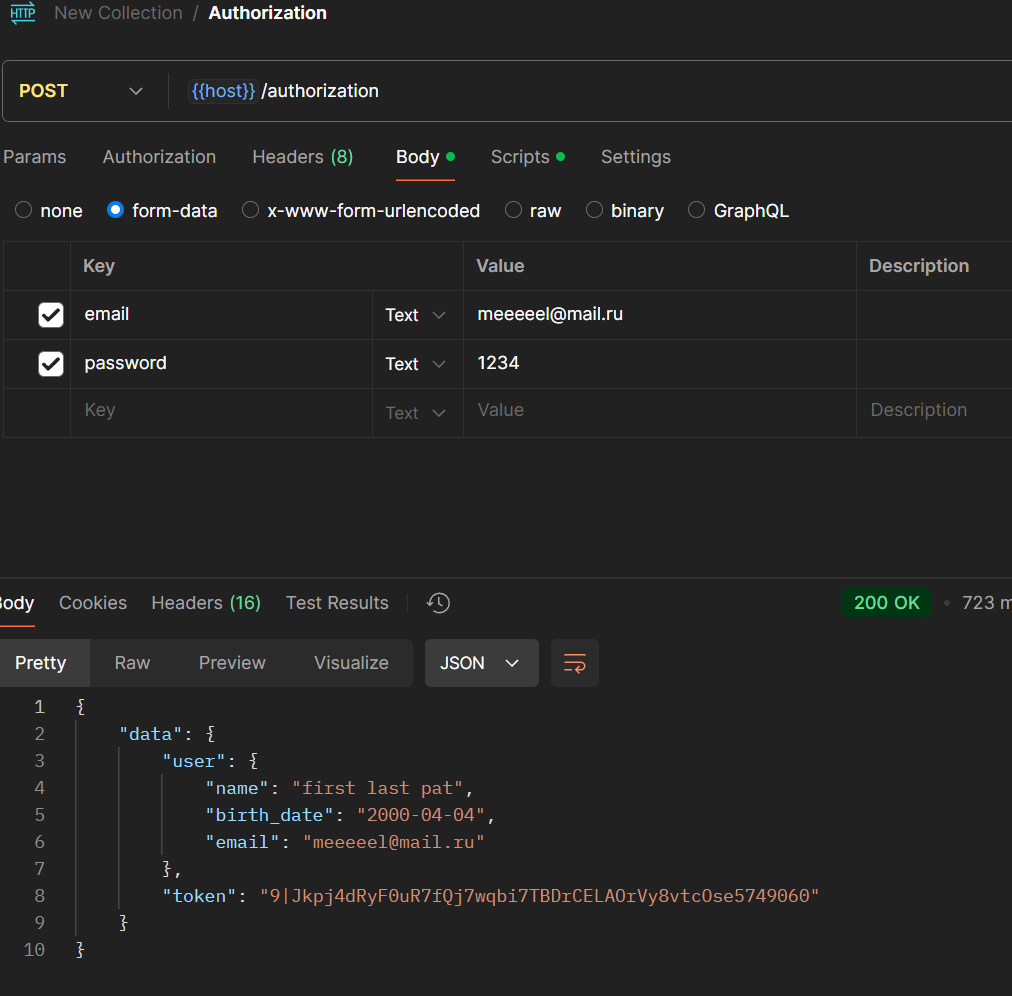 HTTP New Collection / Authorization
POST {{host}}/authorization
Params Authorization Headers (8) Body Scripts Settings
none form-data x-www-form-urlencoded raw binary GraphQL
Key Value Description
email Text meeeeel@mail.ru
password Text 1234
Key Text Value Description
Body Cookies Headers (16) Test Results 200 OK 723 m
Pretty Raw Preview Visualize JSON
1 {
2 "data": {
3 "user": {
4 "name": "first last pat",
5 "birth_date": "2000-04-04",
6 "email": "meeeeel@mail.ru"
7 },
8 "token": "9|Jkpj4dRyF0uR7fQj7wqbi7TBDrCELAOrVy8vtcOse5749060"
9 }
10 }